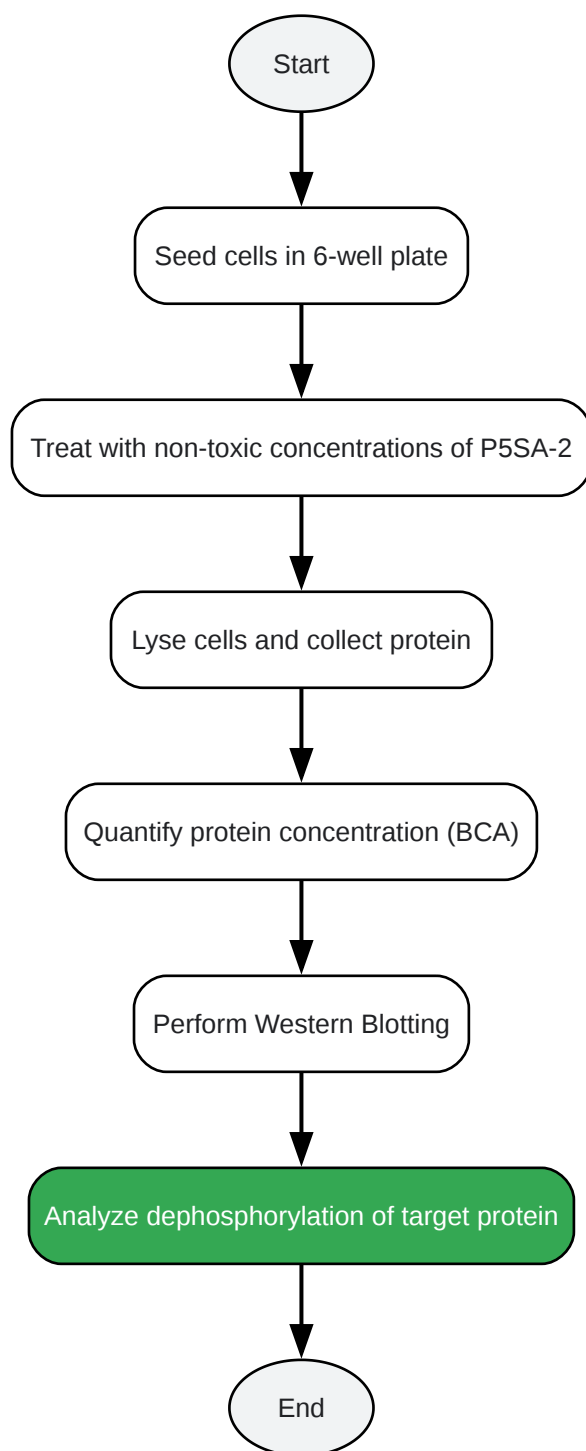 Start
Seed cells in 6-well plate
Treat with non-toxic concentrations of P5SA-2
Lyse cells and collect protein
Quantify protein concentration (BCA)
Perform Western Blotting
Analyze dephosphorylation of target protein
End